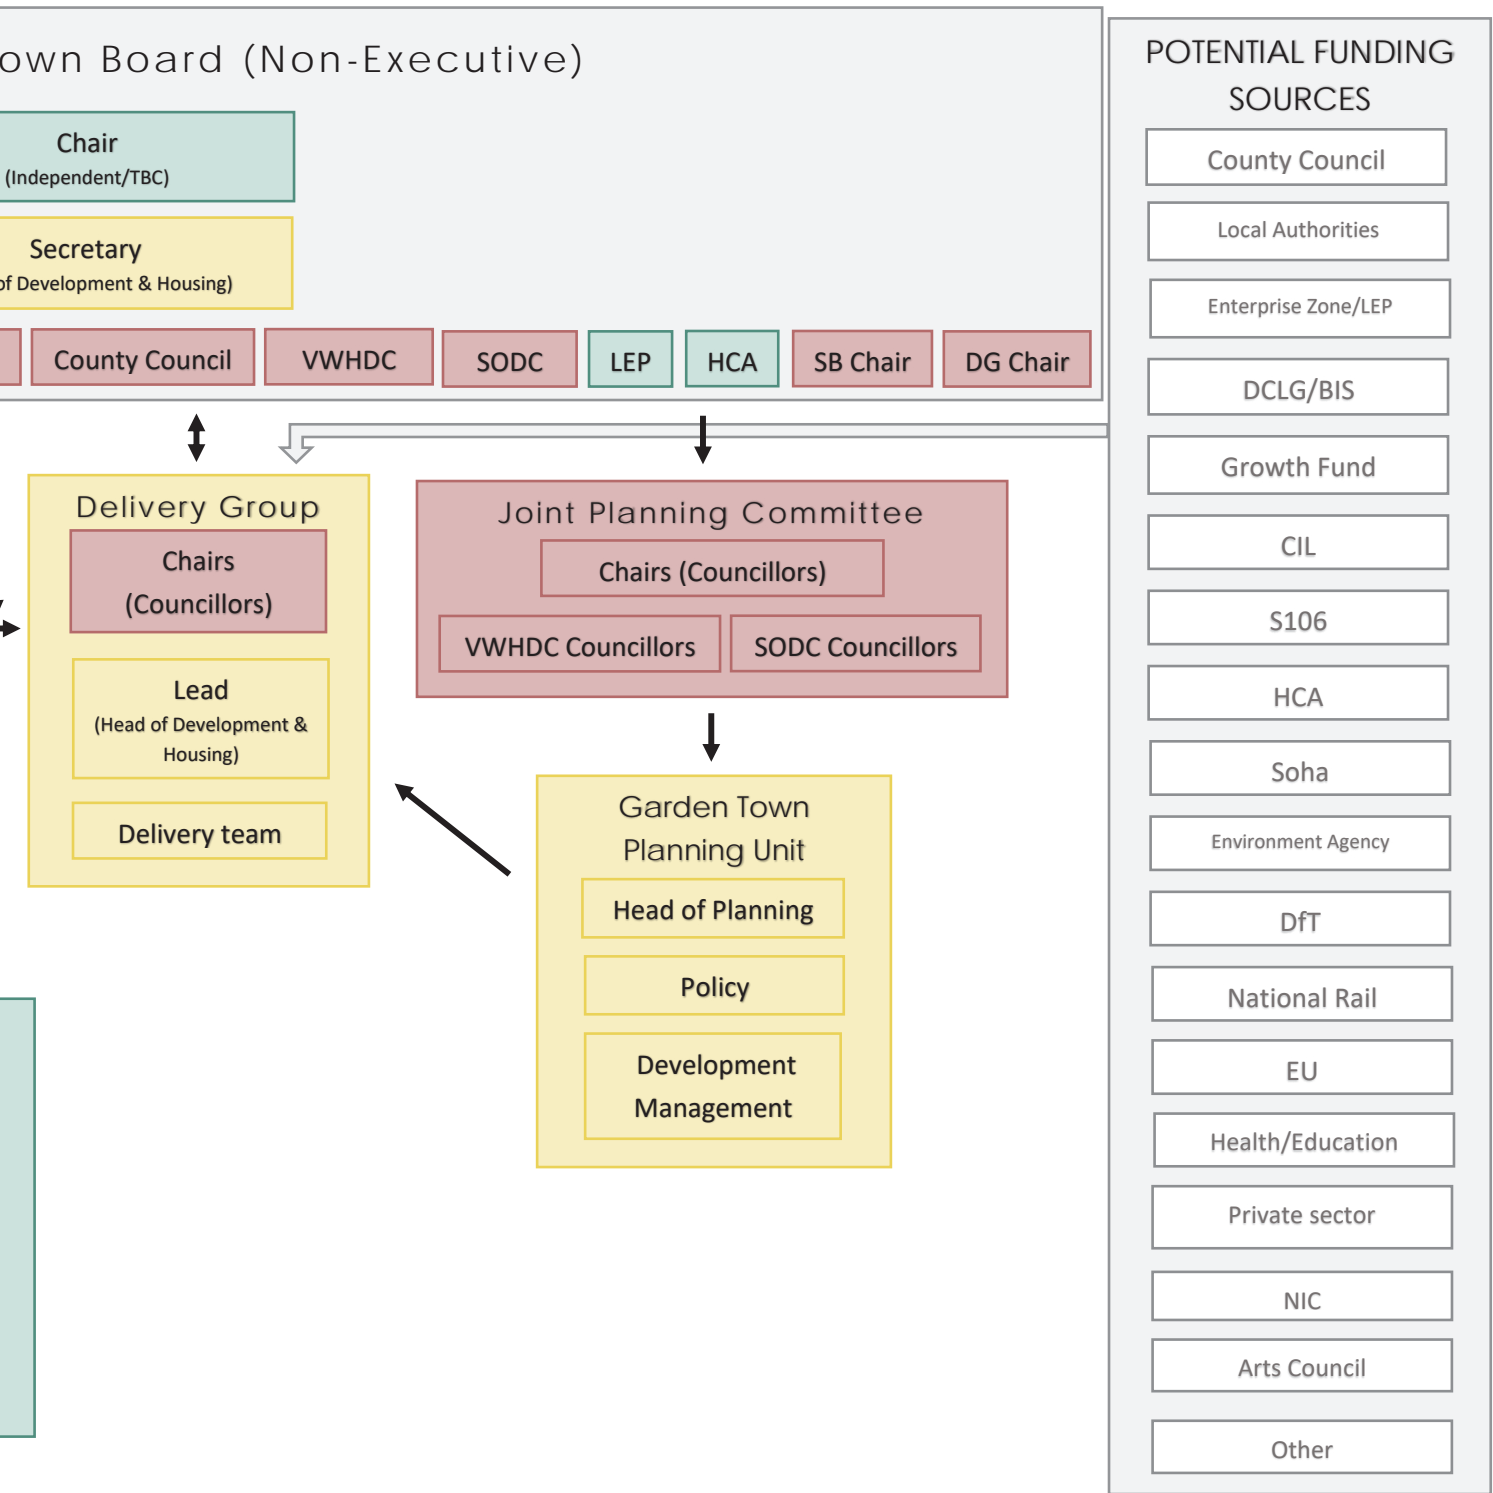 own Board (Non-Executive)
Chair
(Independent/TBC)
Secretary
of Development & Housing)
County Council
VWHDC
SODC
LEP
HCA
SB Chair
DG Chair
Delivery Group
Chairs
(Councillors)
Lead
(Head of Development &
Housing)
Delivery team
Joint Planning Committee
Chairs (Councillors)
VWHDC Councillors
SODC Councillors
Garden Town
Planning Unit
Head of Planning
Policy
Development
Management
POTENTIAL FUNDING
SOURCES
County Council
Local Authorities
Enterprise Zone/LEP
DCLG/BIS
Growth Fund
CIL
S106
HCA
Soha
Environment Agency
DfT
National Rail
EU
Health/Education
Private sector
NIC
Arts Council
Other